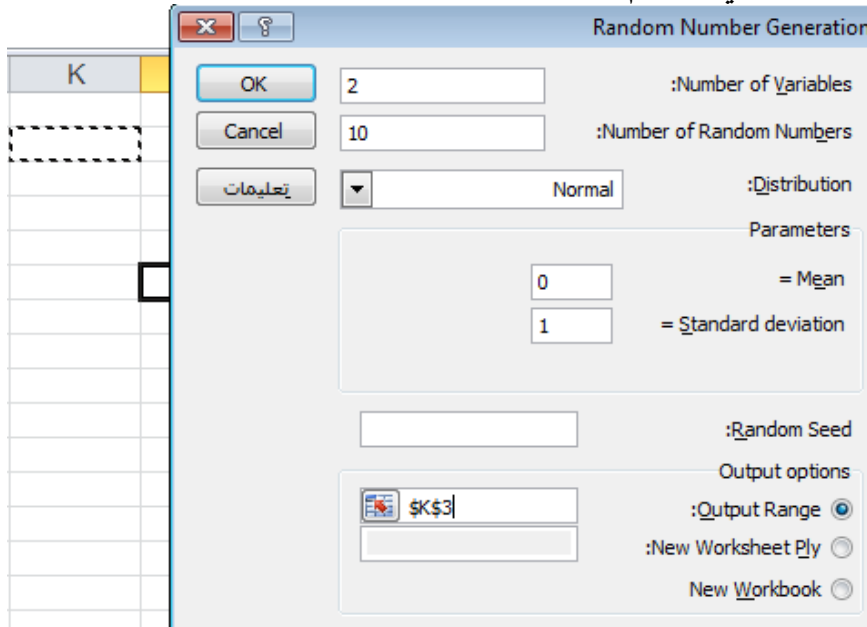 Random Number Generation
K
OK
2
:Number of Variables
Cancel
10
:Number of Random Numbers
تعليمات
Normal
:Distribution
Parameters
0
= Mean
1
= Standard deviation
:Random Seed
Output options
$K$3
:Output Range
:New Worksheet Ply
New Workbook